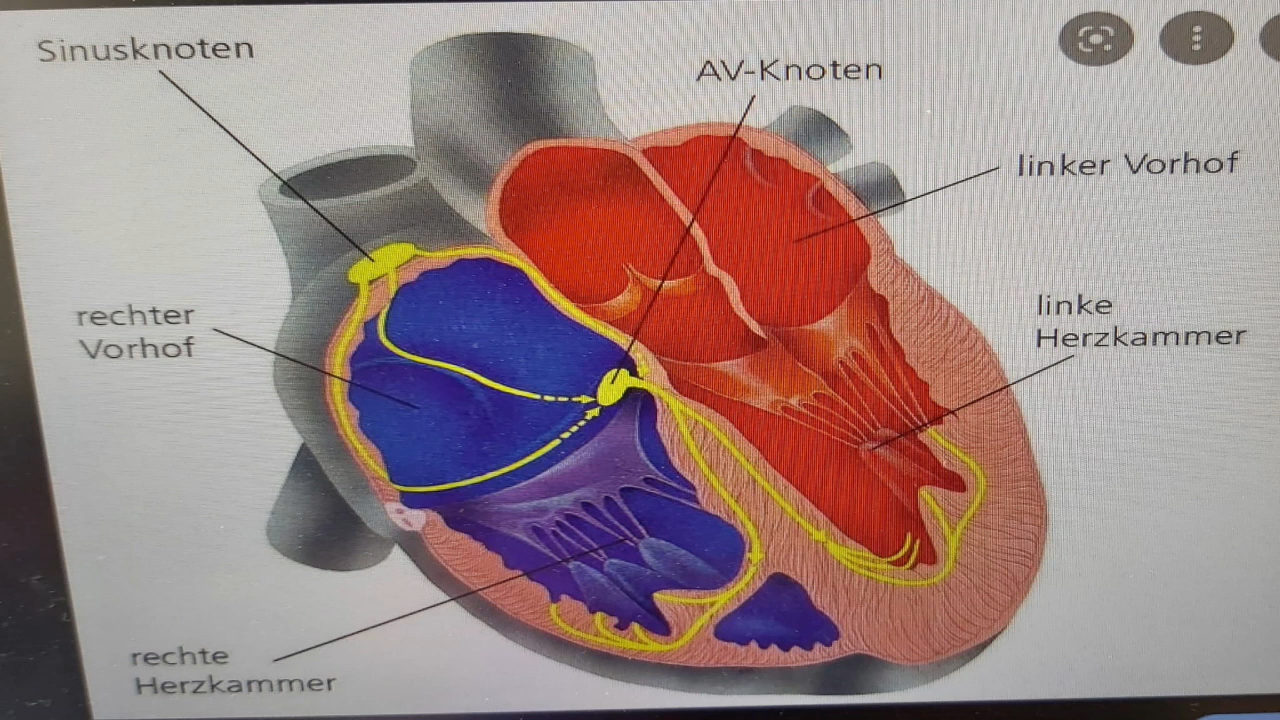 Sinusknoten
AV-Knoten
linker Vorhof
linke
Herzkammer
rechter
Vorhof
rechte
Herzkammer